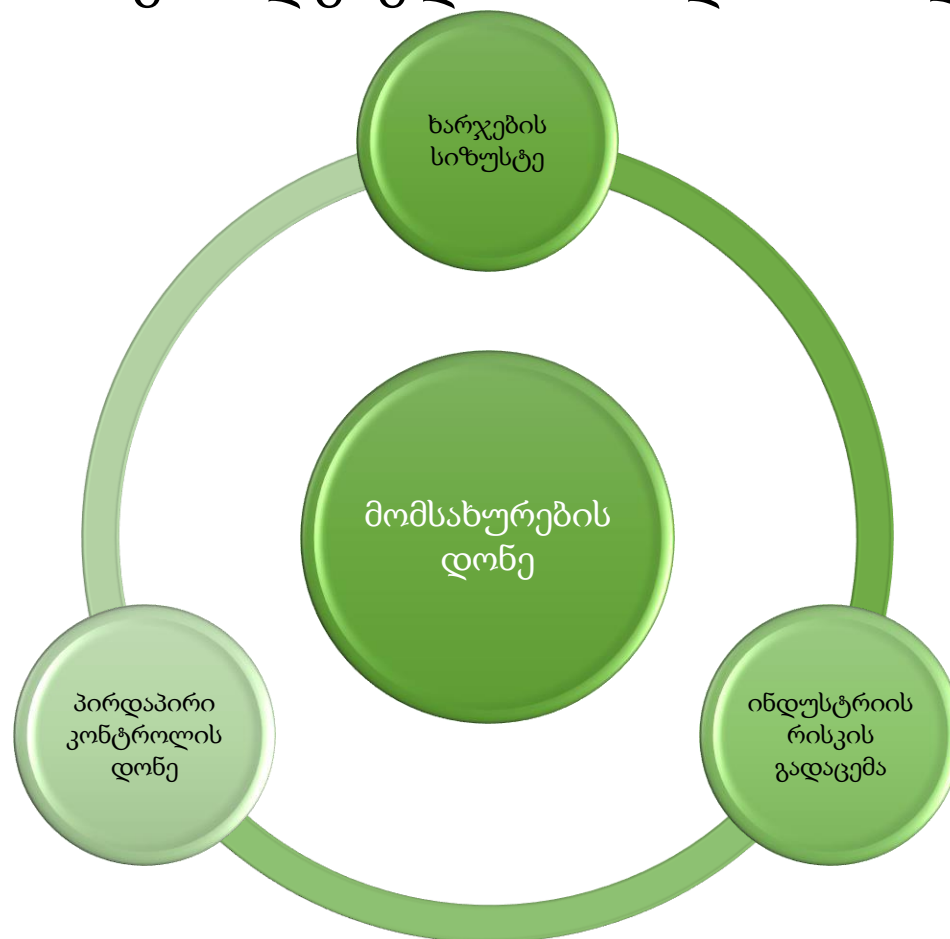 ხარჯების
სიზუსტე
მომსახურების
დონე
პირდაპირი
კონტროლის
დონე
ინდუსტრიის
რისკის
გადაცემა